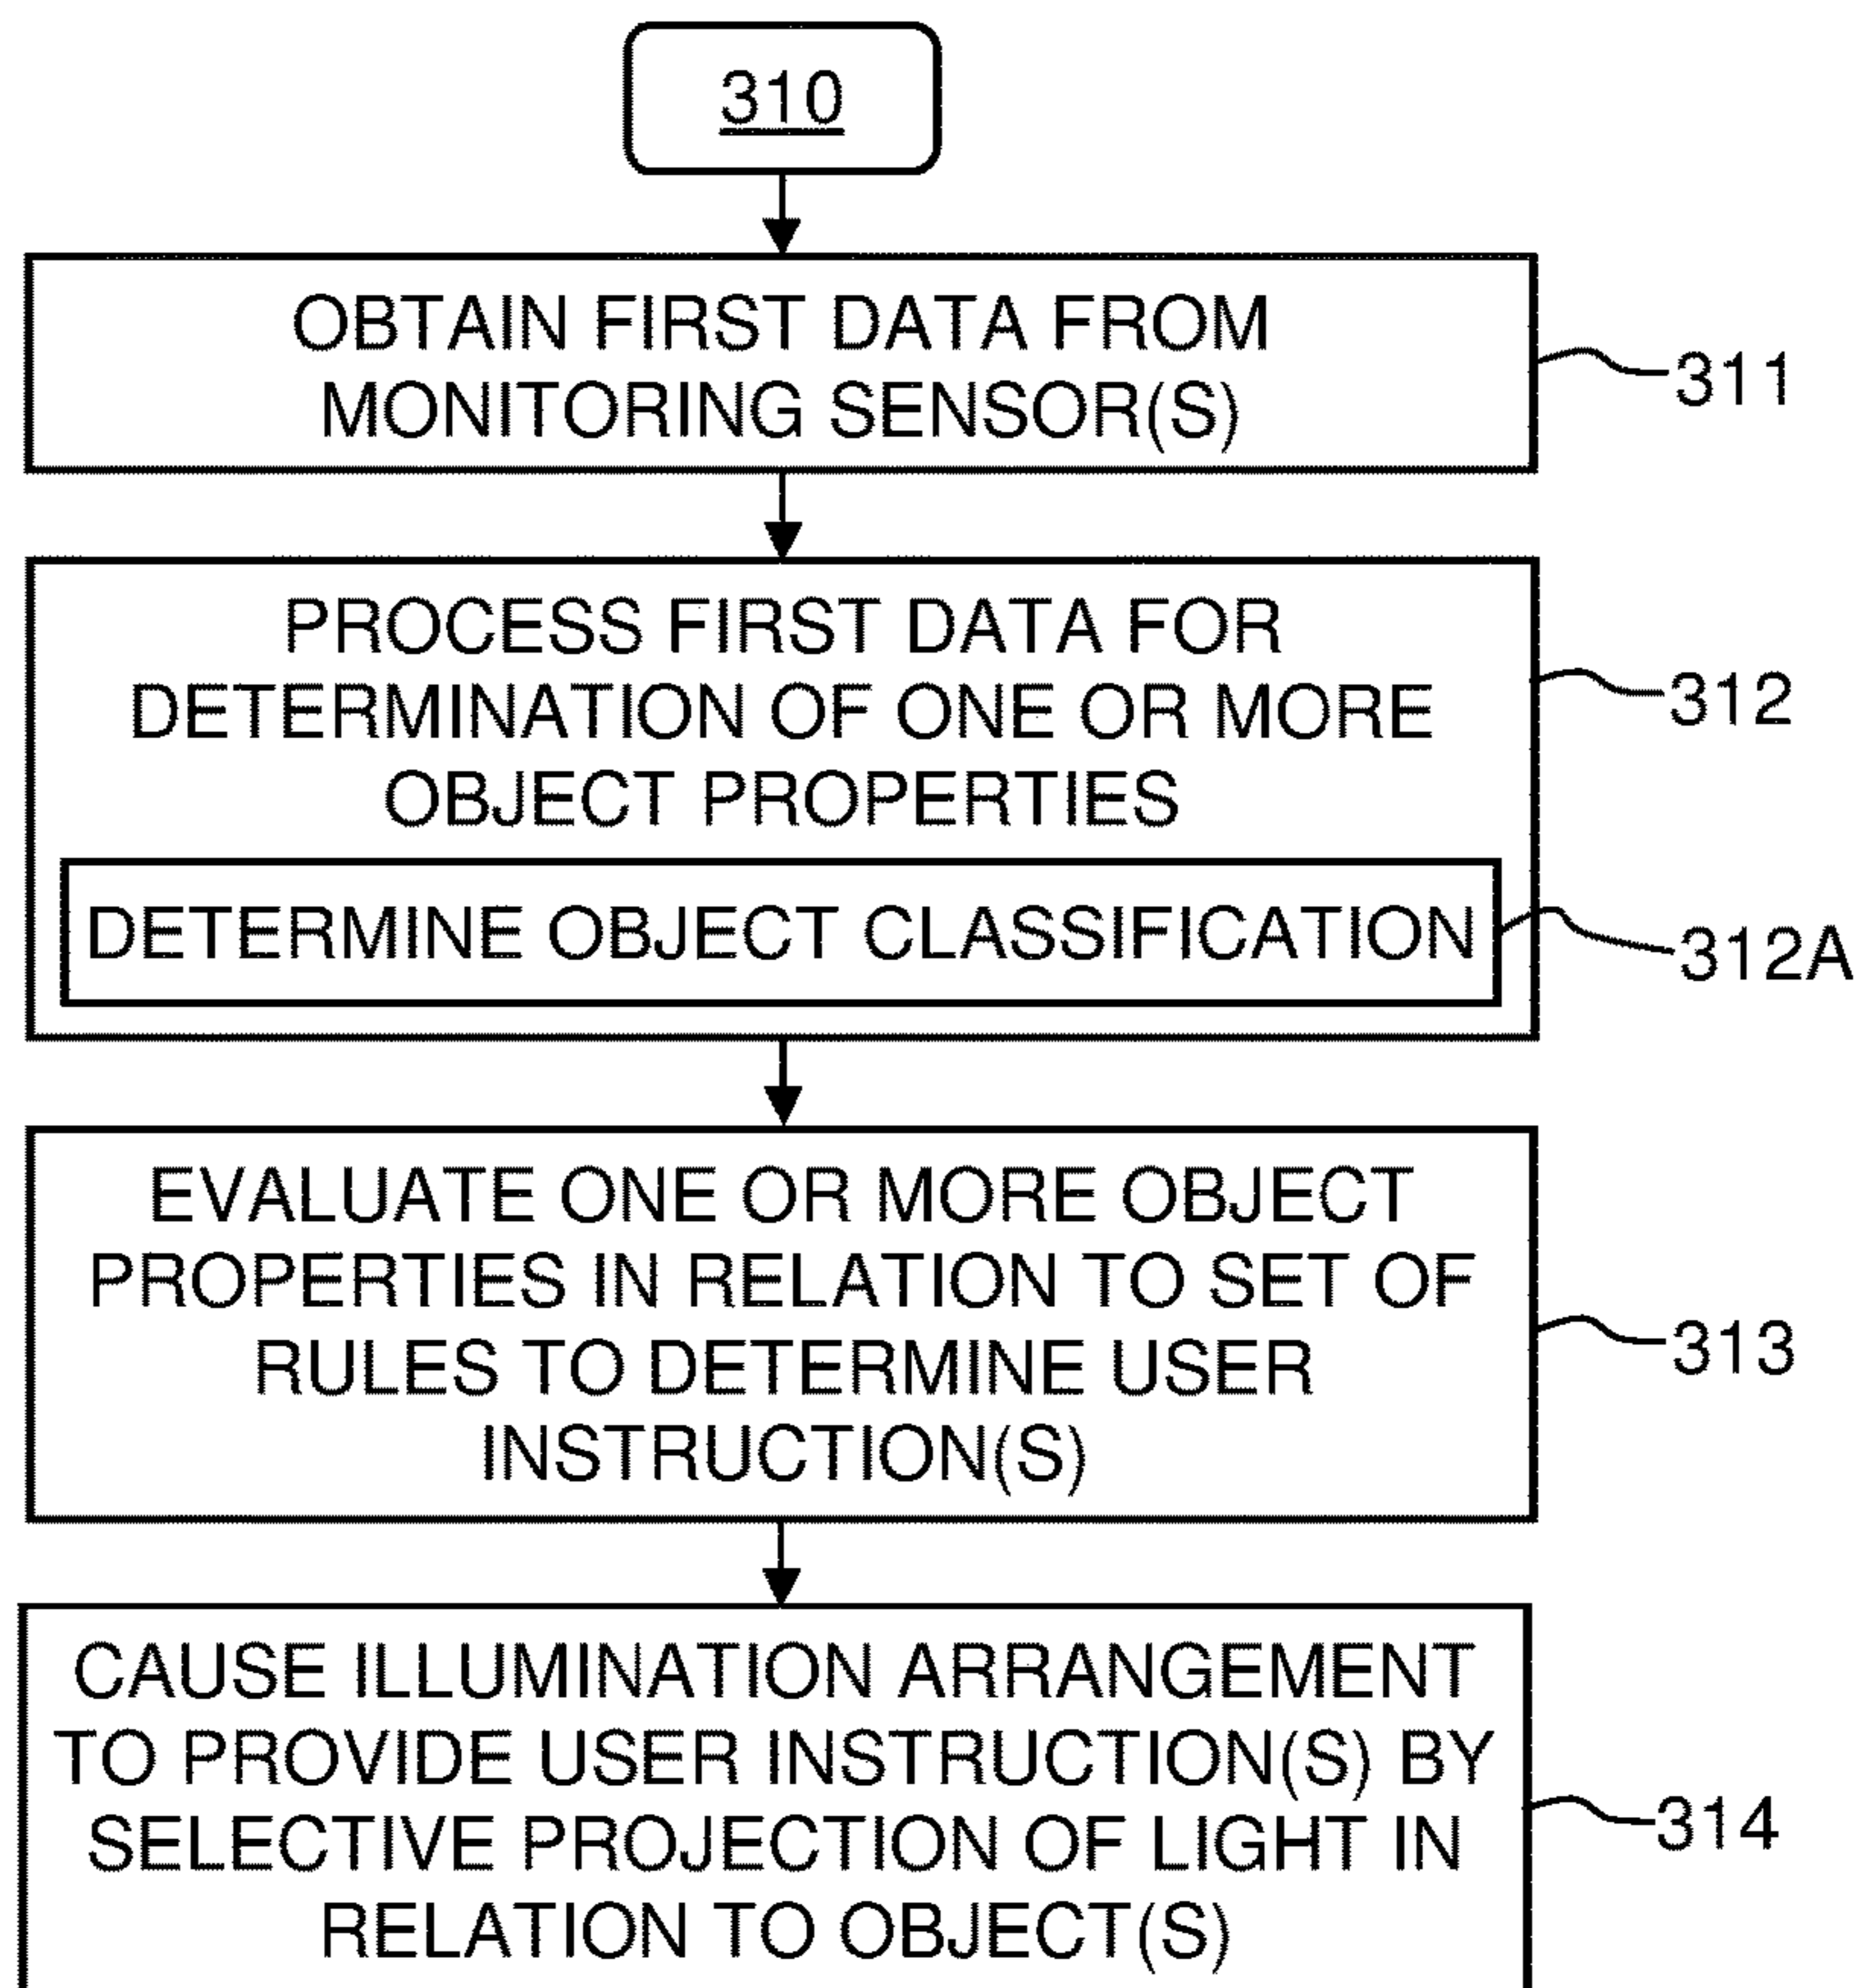 310
OBTAIN FIRST DATA FROM
MONITORING SENSOR(S)
311
PROCESS FIRST DATA FOR
DETERMINATION OF ONE OR MORE
OBJECT PROPERTIES
312
DETERMINE OBJECT CLASSIFICATION
312A
EVALUATE ONE OR MORE OBJECT
PROPERTIES IN RELATION TO SET OF
RULES TO DETERMINE USER
INSTRUCTION(S)
313
CAUSE ILLUMINATION ARRANGEMENT
TO PROVIDE USER INSTRUCTION(S) BY
SELECTIVE PROJECTION OF LIGHT IN
RELATION TO OBJECT(S)
314